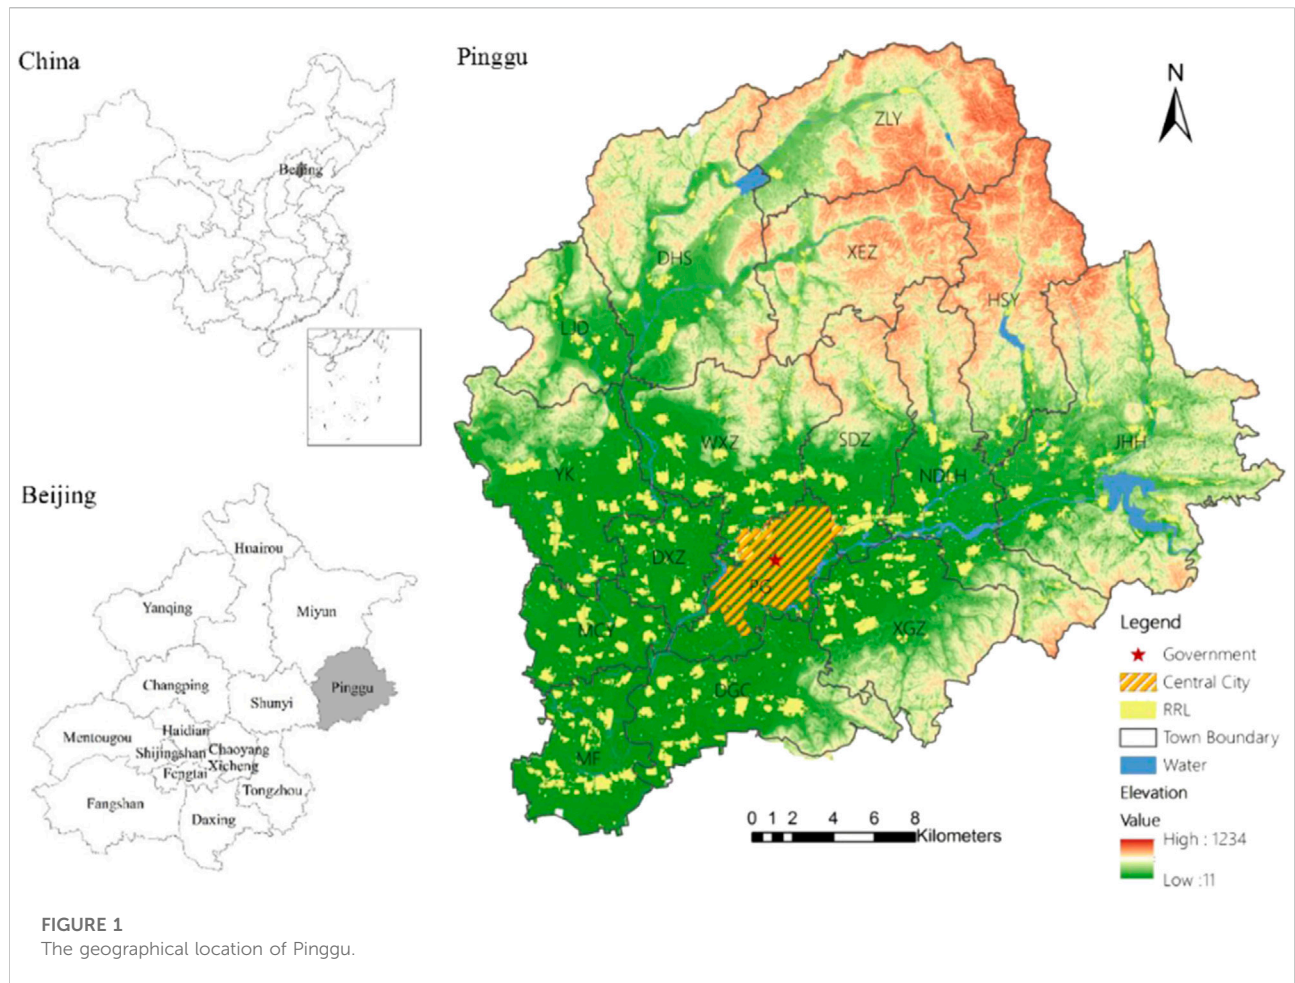 China
Beijing
Beijing
Huairou
Yanqing
Miyun
Changping
Shunyi
Pinggu
Mentougou
Haidian
Shijingshan
Chaoyang
Xicheng
Fengtai
Tongzhou
Fangshan
Daxing
Pinggu
N
ZLY
XEZ
DHS
HSY
LJD
WXZ
SDZ
JHH
YK
NDLH
DXZ
PG
MCY
XGZ
DGC
MF
Legend
Government
Central City
RRL
Town Boundary
Water
Elevation
Value
High : 1234
Low :11
0 1 2 4 6 8
Kilometers
FIGURE 1
The geographical location of Pinggu.